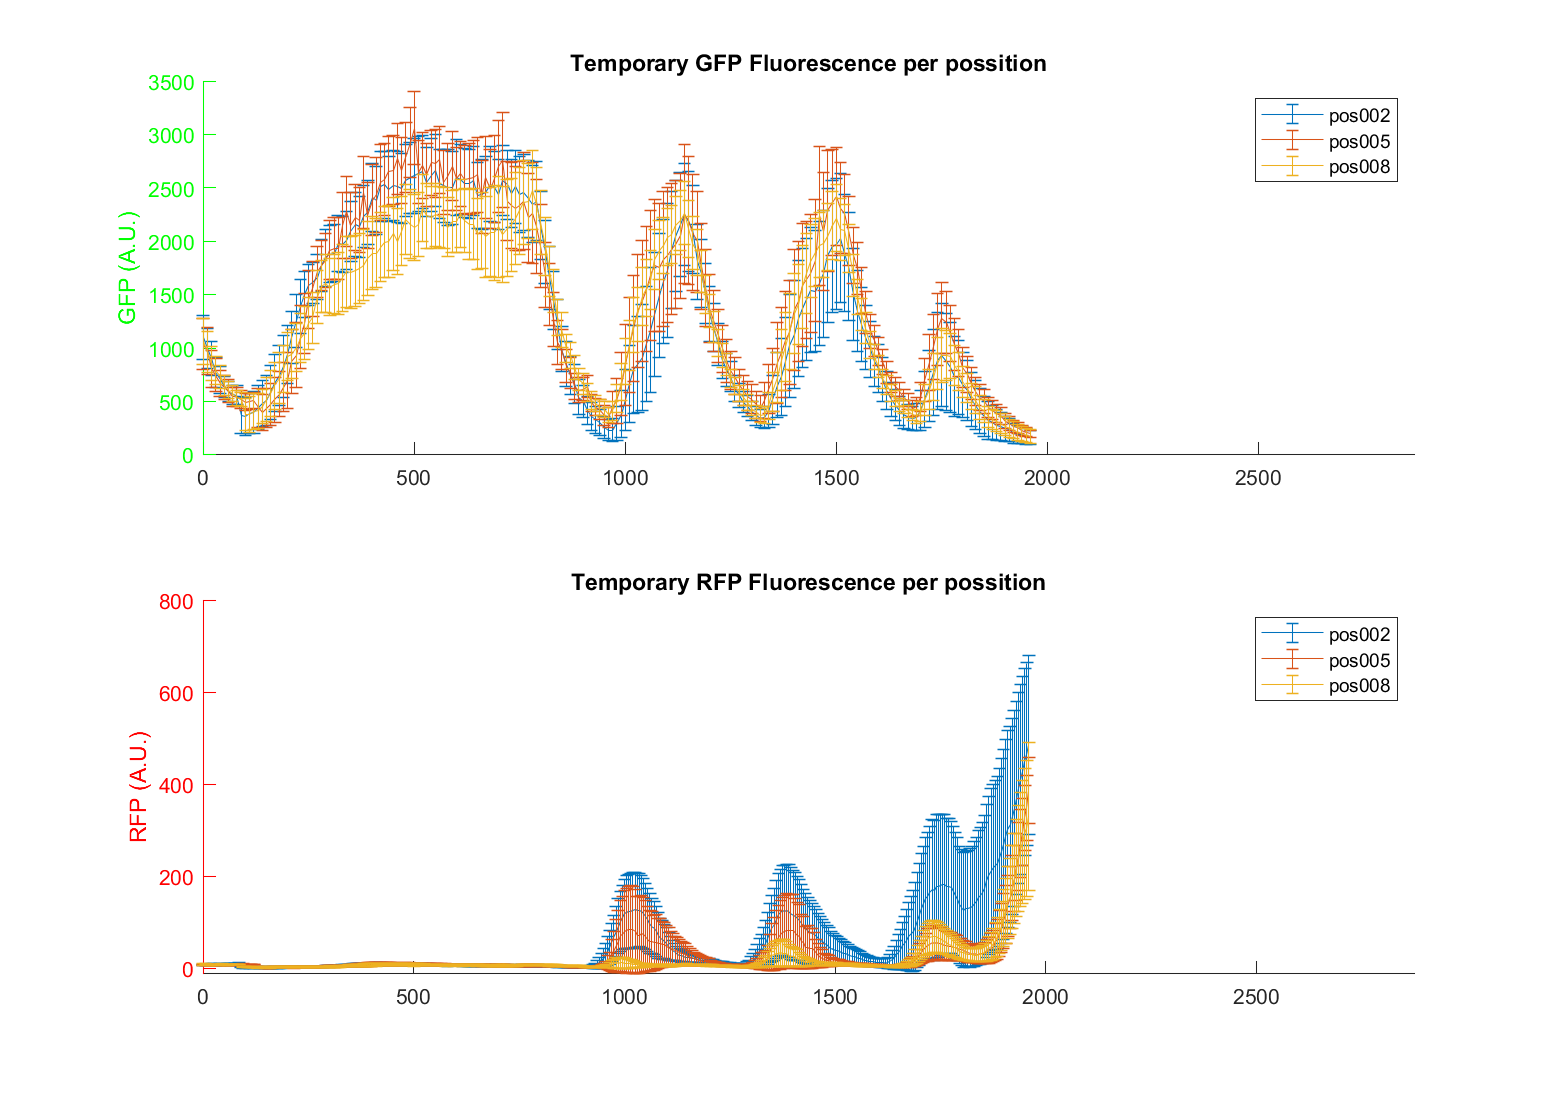 Temporary GFP Fluorescence per possition
GFP (A.U.)
3500
3000
2500
2000
1500
1000
500
0
0 500 1000 1500 2000 2500
pos002
pos005
pos008
Temporary RFP Fluorescence per possition
RFP (A.U.)
800
600
400
200
0
0 500 1000 1500 2000 2500
pos002
pos005
pos008